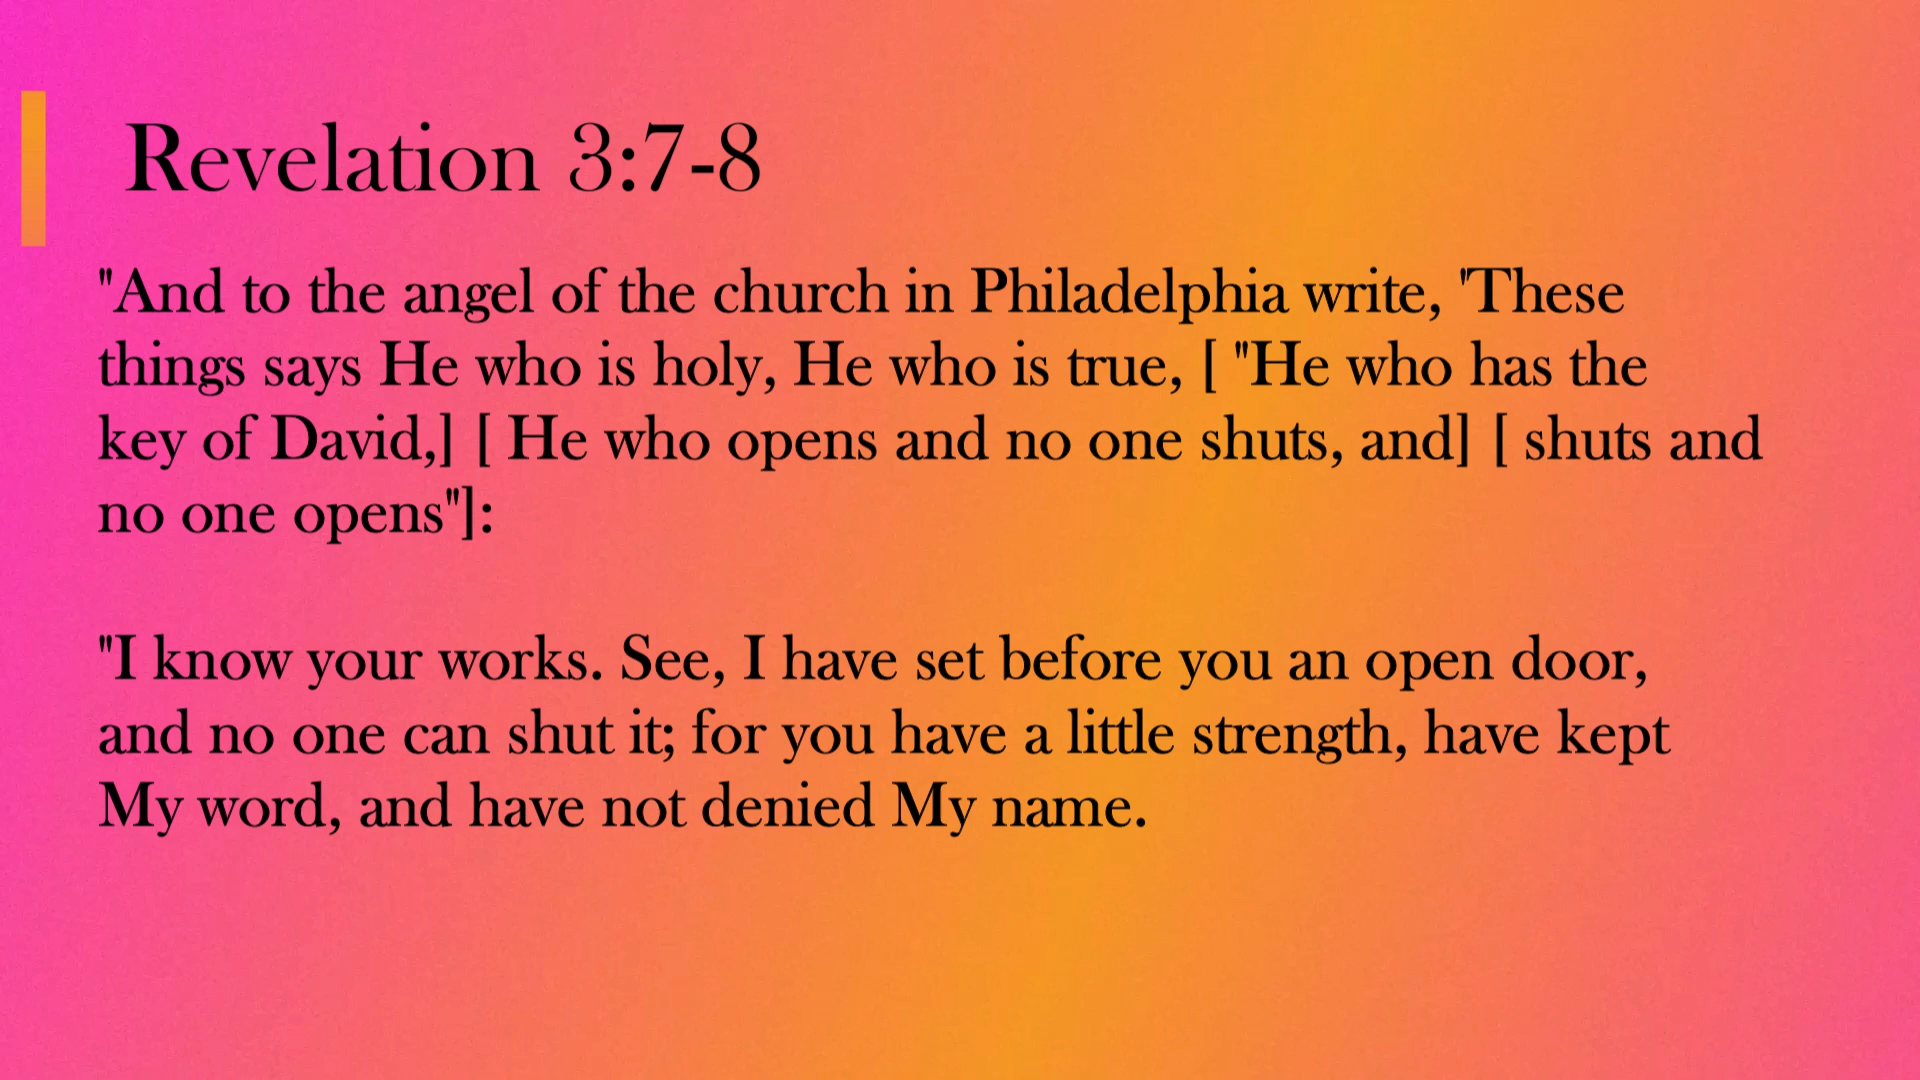 Revelation 3:7-8
"And to the angel of the church in Philadelphia write, 'These
things says He who is holy, He who is true, [ "He who has the
key of David,] [ He who opens and no one shuts, and] [ shuts and
no one opens"]:
"I know your works. See, I have set before you an open door,
and no one can shut it; for you have a little strength, have kept
My word, and have not denied My name.